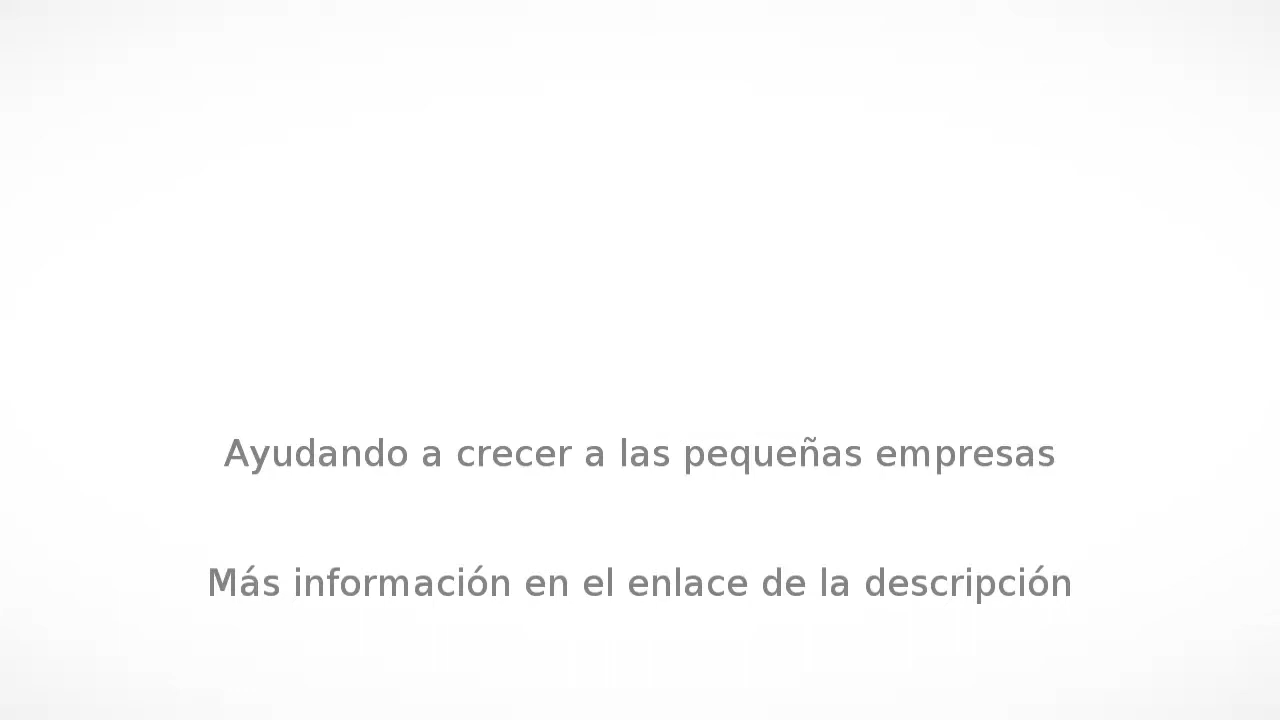 Ayudando a crecer a las pequeñas empresas
Más información en el enlace de la descripción